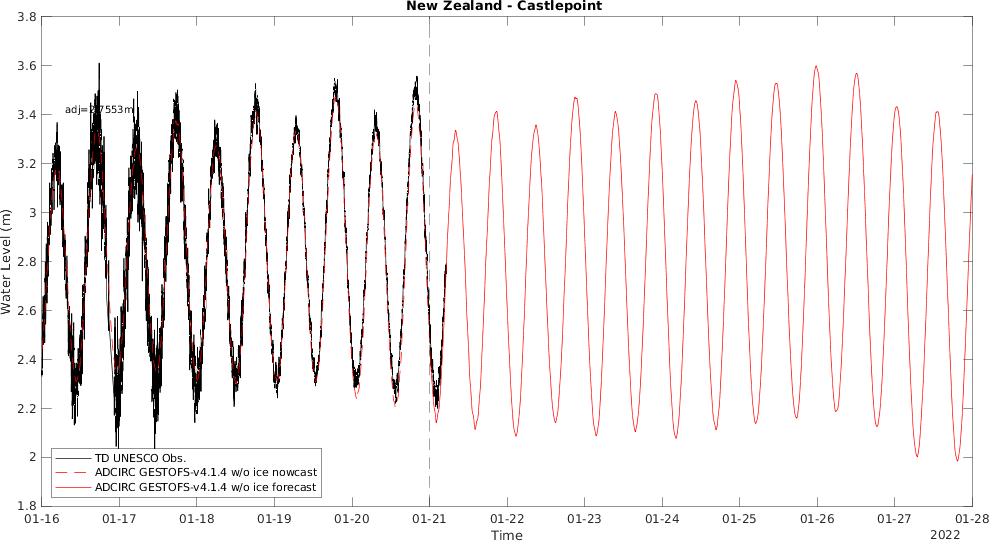 New Zealand - Castlepoint
Water Level (m)
3.8
3.6
3.4
3.2
3
2.8
2.6
2.4
2.2
2
1.8
adj=2.7553m
TD UNESCO Obs.
ADCIRC GESTOFS-v4.1.4 w/o ice nowcast
ADCIRC GESTOFS-v4.1.4 w/o ice forecast
01-16 01-17 01-18 01-19 01-20 01-21 01-22 01-23 01-24 01-25 01-26 01-27 01-28
Time
2022